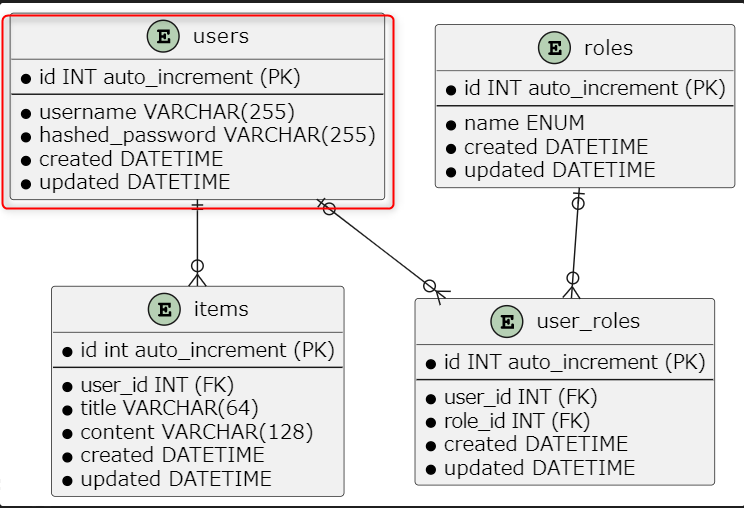 E users
id INT auto_increment (PK)
username VARCHAR(255)
hashed_password VARCHAR(255)
created DATETIME
updated DATETIME
E roles
id INT auto_increment (PK)
name ENUM
created DATETIME
updated DATETIME
E items
id int auto_increment (PK)
user_id INT (FK)
title VARCHAR(64)
content VARCHAR(128)
created DATETIME
updated DATETIME
E user_roles
id INT auto_increment (PK)
user_id INT (FK)
role_id INT (FK)
created DATETIME
updated DATETIME